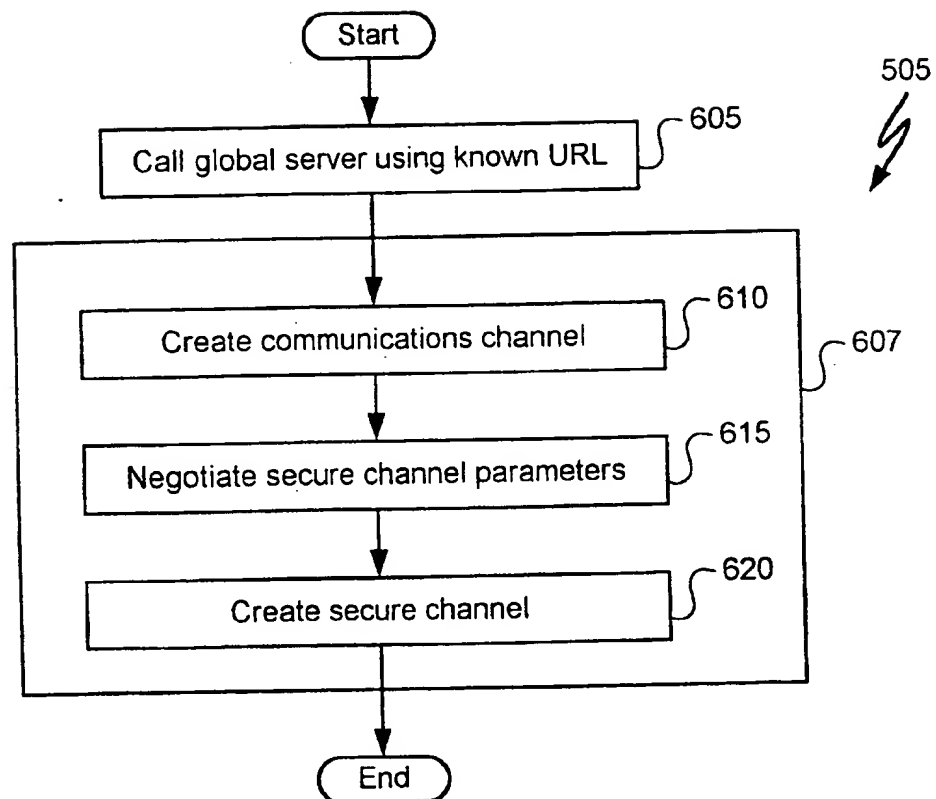 Start
505
605
Call global server using known URL
610
Create communications channel
607
615
Negotiate secure channel parameters
620
Create secure channel
End